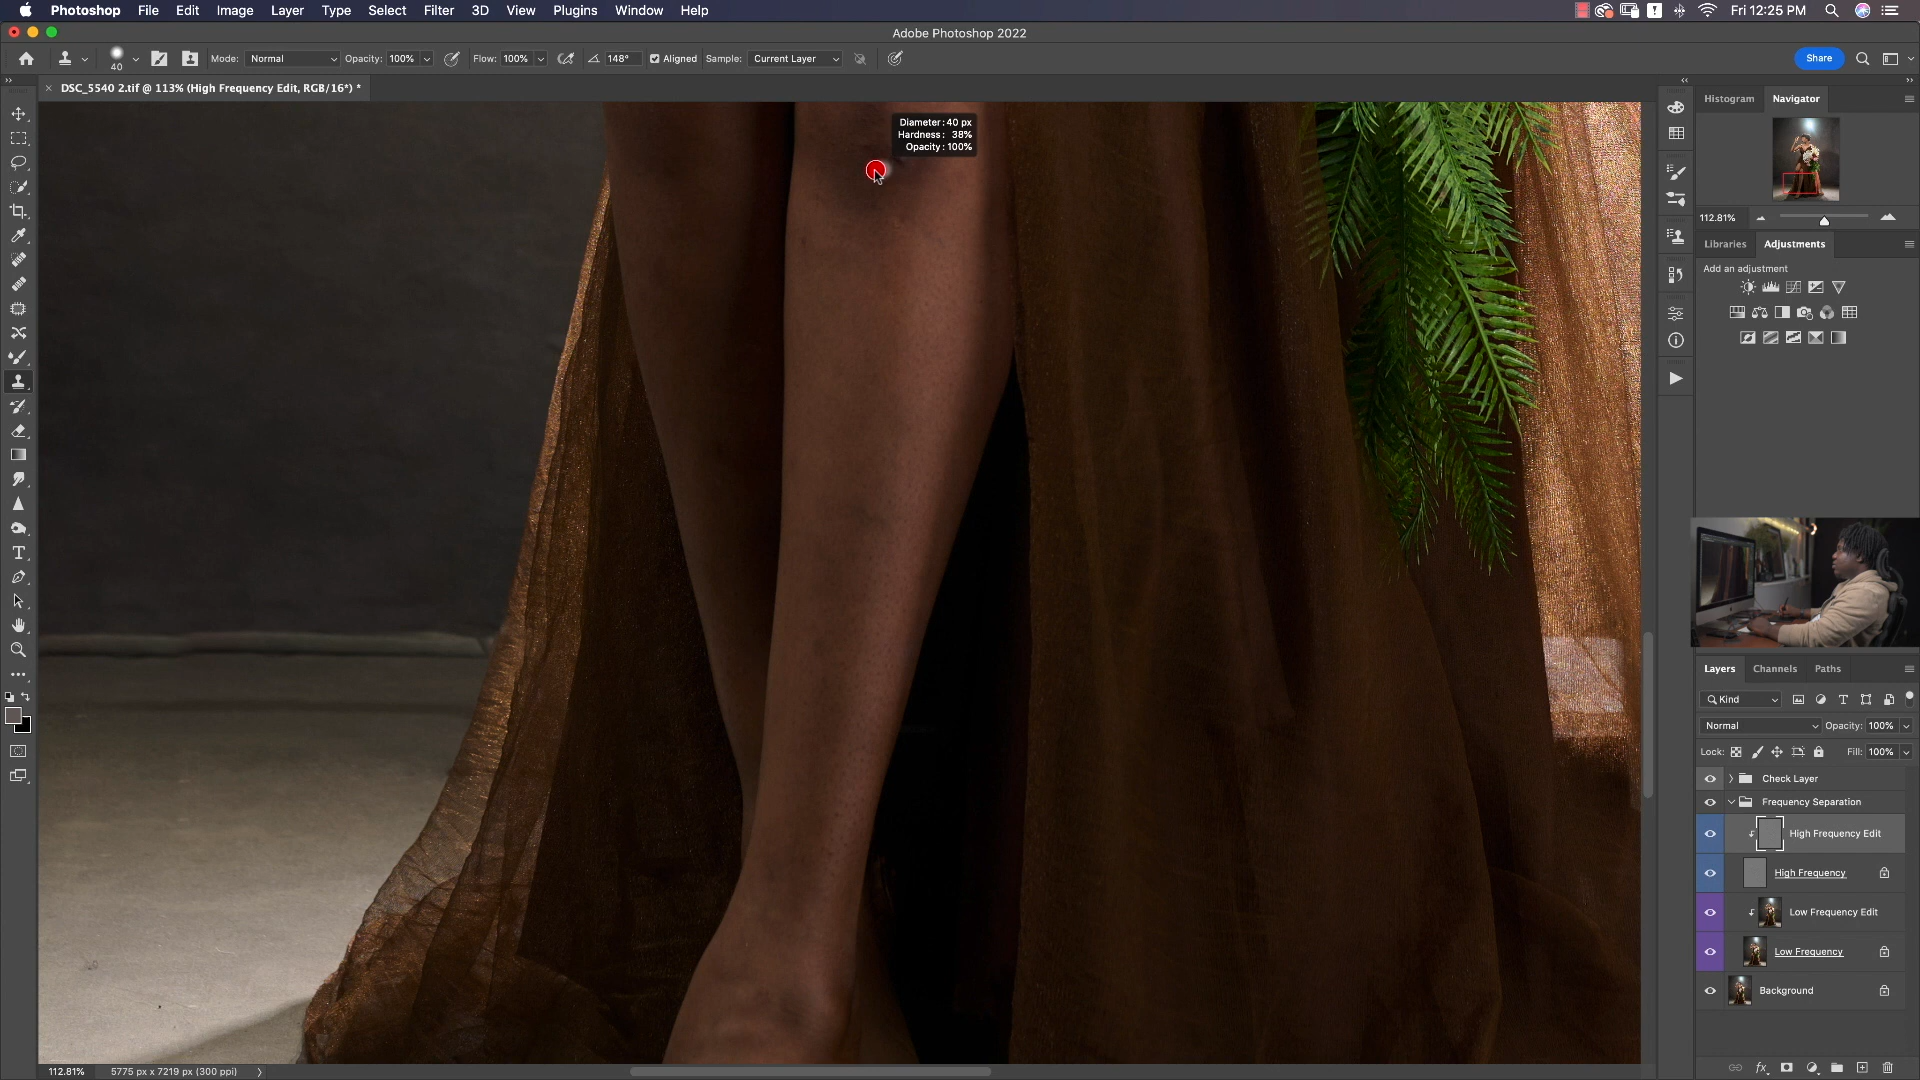 Photoshop File Edit Image Layer Type Select Filter 3D View Plugins Window Help Fri 12:25 PM
Adobe Photoshop 2022
40 Mode: Normal Opacity: 100% Flow: 100% 148° Aligned Sample: Current Layer Share
DSC_5540 2.tif @ 113% (High Frequency Edit, RGB/16*) *
Histogram Navigator
Diameter: 40 px
Hardness: 38%
Opacity: 100%
112.81%
Libraries Adjustments
Add an adjustment
Layers Channels Paths
Kind
Normal Opacity: 100%
Lock: Fill: 100%
Check Layer
Frequency Separation
High Frequency Edit
High Frequency
Low Frequency Edit
Low Frequency
Background
112.81% 5775 px x 7219 px (300 ppi)